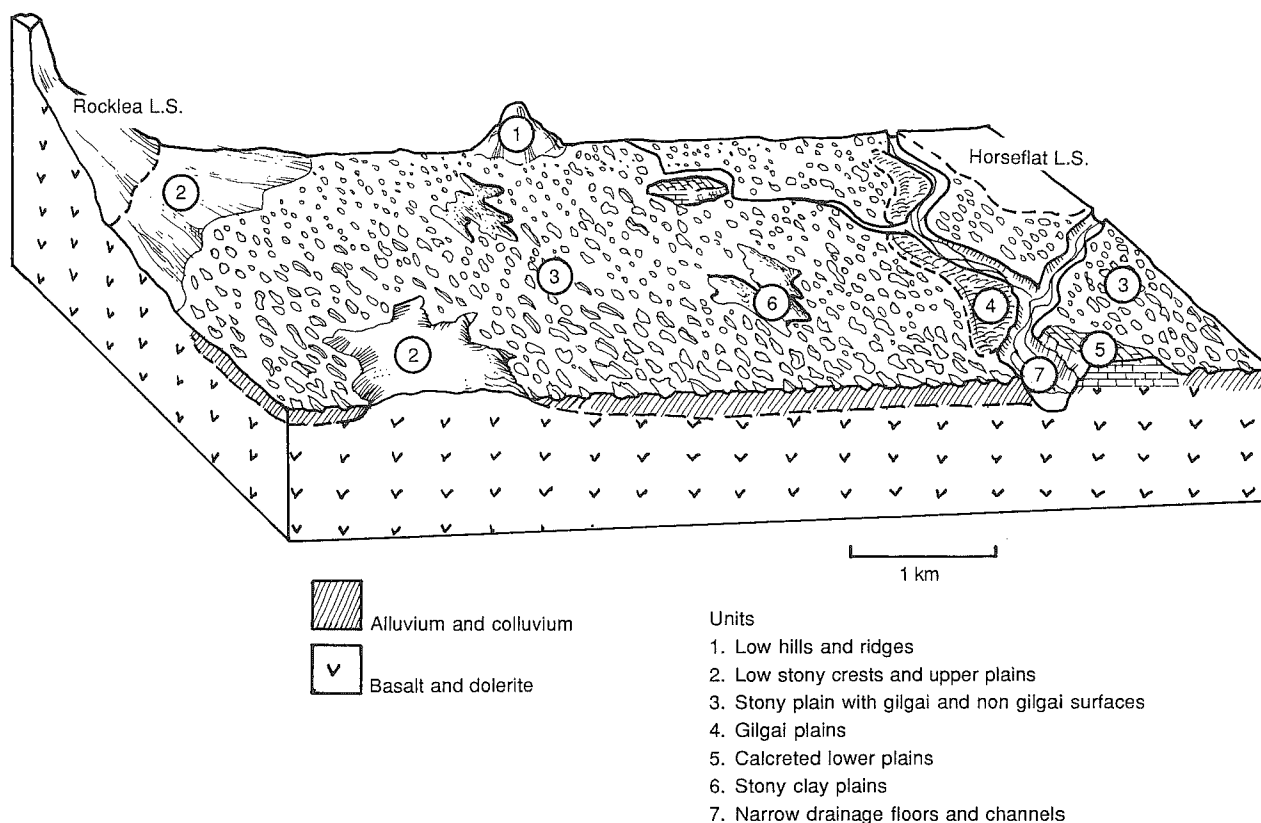 Rocklea L.S.
1
Horseflat L.S.
2
3
3
6
4
2
5
7
1 km
Alluvium and colluvium
Basalt and dolerite
Units
1. Low hills and ridges
2. Low stony crests and upper plains
3. Stony plain with gilgai and non gilgai surfaces
4. Gilgai plains
5. Calcreted lower plains
6. Stony clay plains
7. Narrow drainage floors and channels